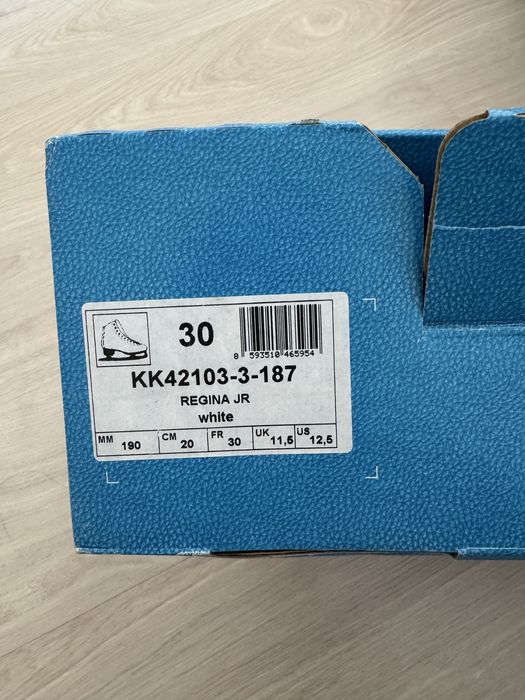 30
8 593510 465954
KK42103-3-187
REGINA JR
white
MM 190 CM 20 FR 30 UK 11,5 US 12,5